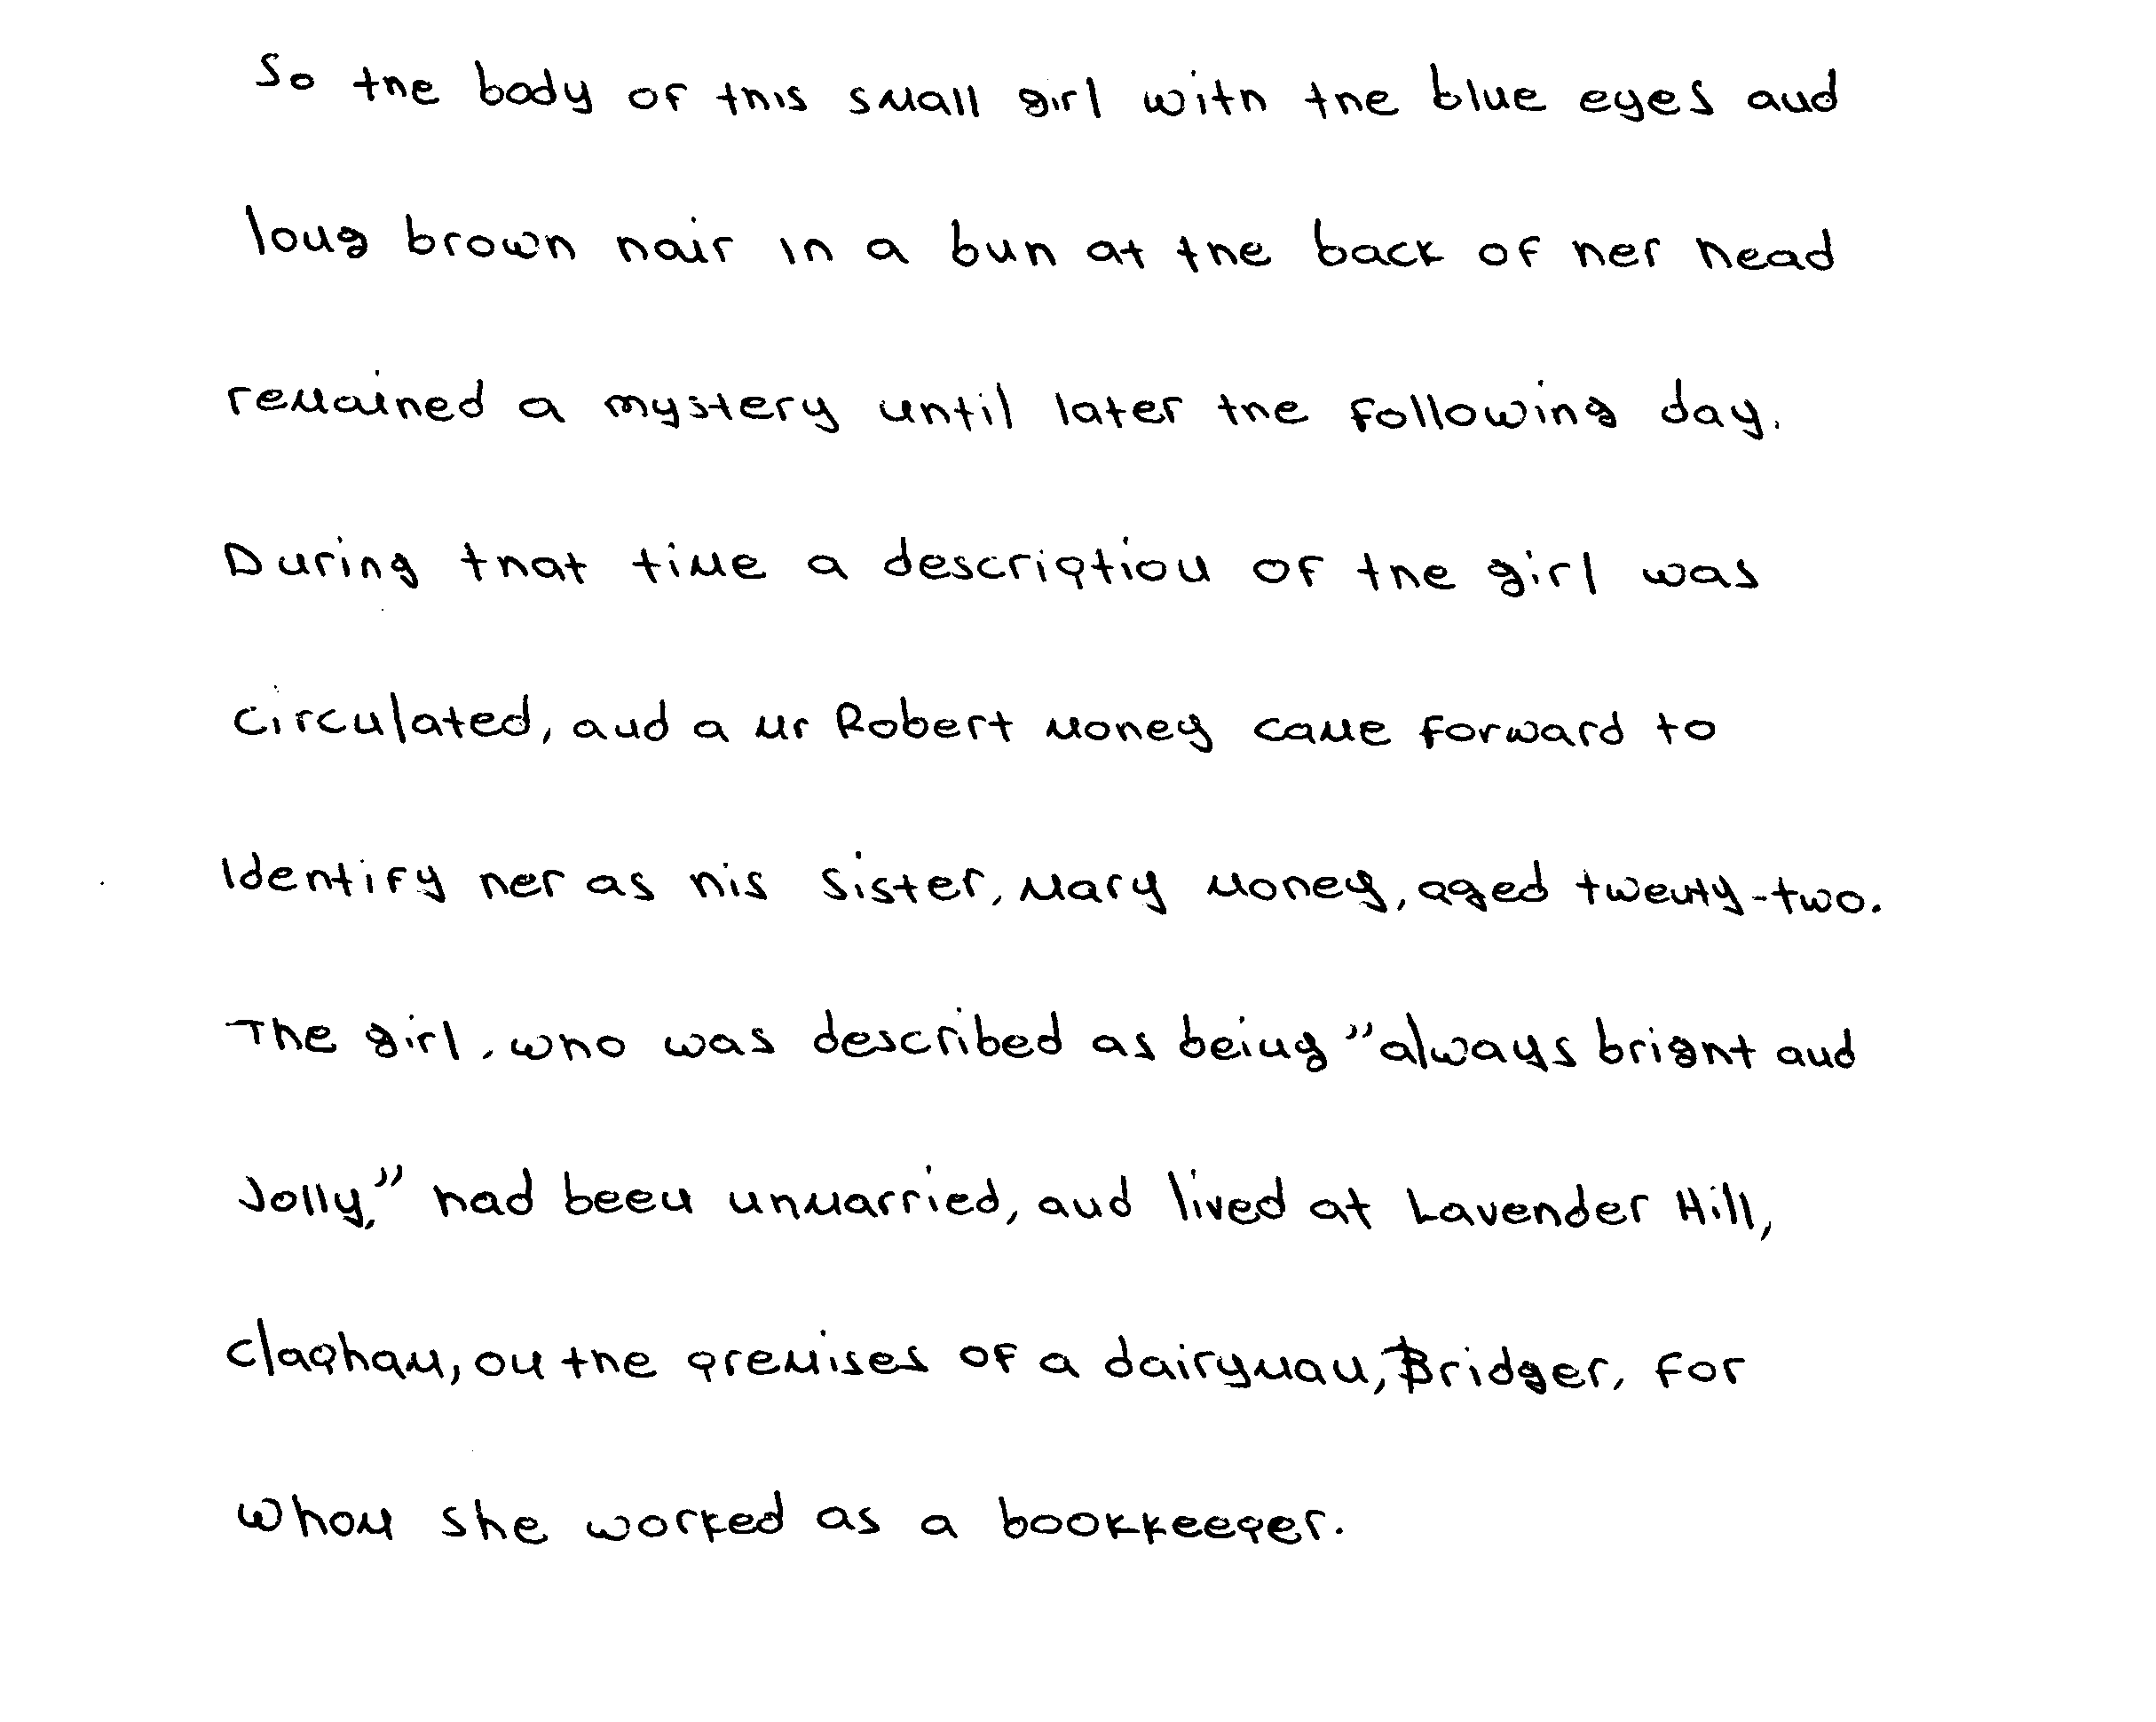 So the body of this small girl with the blue eyes and
long brown hair in a bun at the back of her head
remained a mystery until later the following day.
During that time a description of the girl was
circulated, and a Mr Robert Money came forward to
identify her as his sister, Mary Money, aged twenty-two.
The girl, who was described as being "always bright and
Jolly," had been unmarried, and lived at Lavender Hill,
Clapham, on the premises of a dairyman, Bridger, for
whom she worked as a bookkeeper.